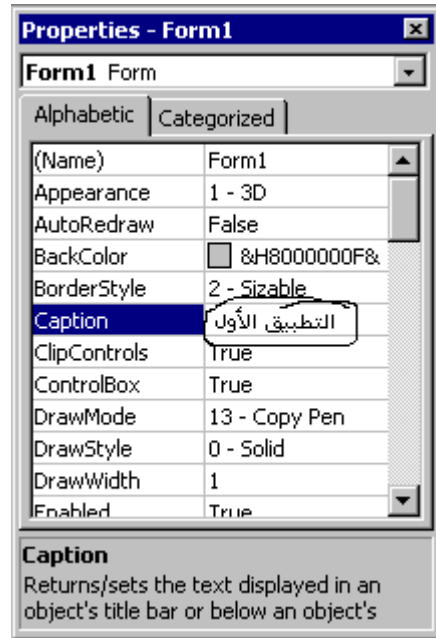 Properties - Form1
Form1 Form
Alphabetic Categorized
(Name) Form1
Appearance 1 - 3D
AutoRedraw False
BackColor &H8000000F&
BorderStyle 2 - Sizable
Caption التطبيق الأول
ClipControls True
ControlBox True
DrawMode 13 - Copy Pen
DrawStyle 0 - Solid
DrawWidth 1
Enabled True
Caption
Returns/sets the text displayed in an
object's title bar or below an object's